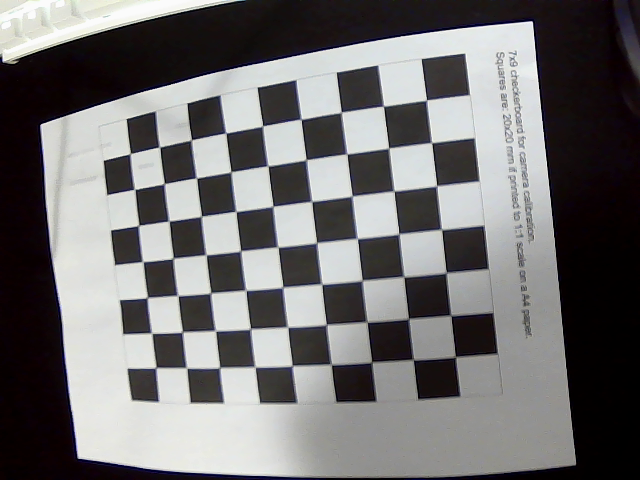 7x9 checkerboard for camera calibration.
Squares are: 20x20 mm if printed to 1:1 scale on a A4 paper.